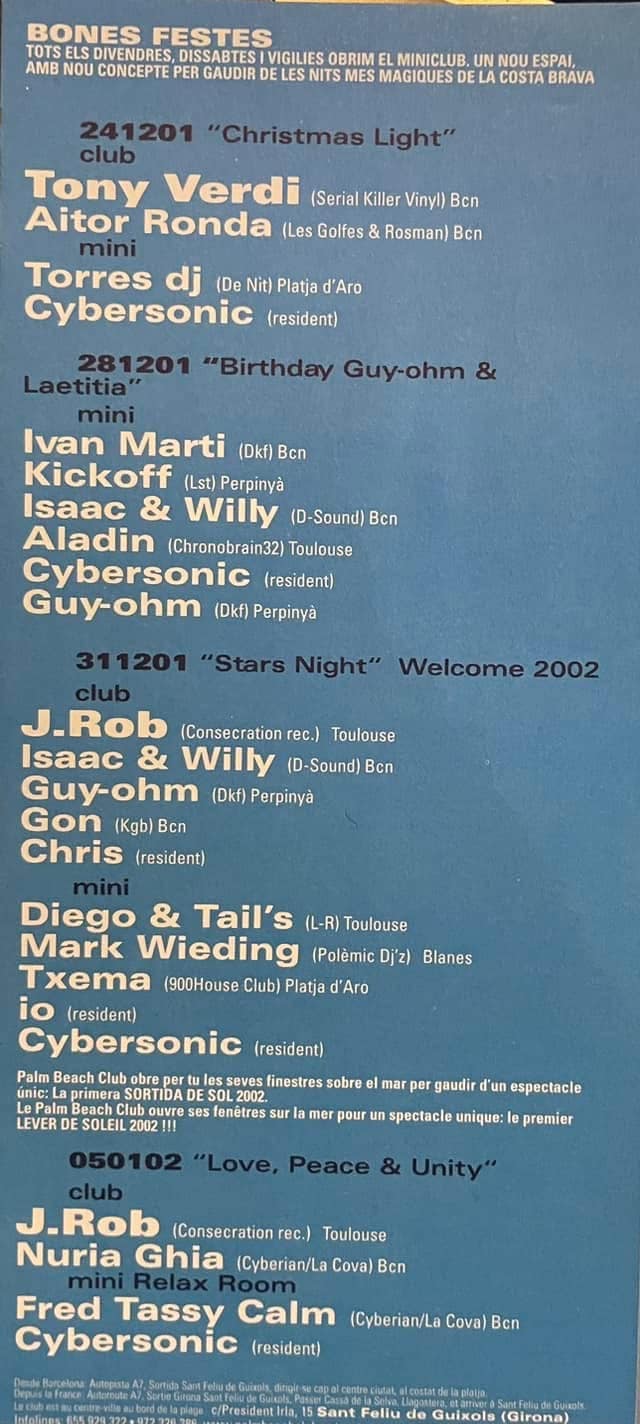 BONES FESTES
TOTS ELS DIVENDRES, DISSABTES I VIGILIES OBRIM EL MINICLUB. UN NOU ESPAI,
AMB NOU CONCEPTE PER GAUDIR DE LES NITS MES MAGIQUES DE LA COSTA BRAVA
241201 "Christmas Light"
club
Tony Verdi (Serial Killer Vinyl) Bcn
Aitor Ronda (Les Golfes & Rosman) Bcn
mini
Torres dj (De Nit) Platja d'Aro
Cybersonic (resident)
281201 "Birthday Guy-ohm &
Laetitia"
mini
Ivan Marti (Dkf) Bcn
Kickoff (Lst) Perpinyà
Isaac & Willy (D-Sound) Bcn
Aladin (Chronobrain32) Toulouse
Cybersonic (resident)
Guy-ohm (Dkf) Perpinyà
311201 "Stars Night" Welcome 2002
club
J.Rob (Consecration rec.) Toulouse
Isaac & Willy (D-Sound) Bcn
Guy-ohm (Dkf) Perpinyà
Gon (Kgb) Bcn
Chris (resident)
mini
Diego & Tail's (L-R) Toulouse
Mark Wieding (Polèmic Dj'z) Blanes
Txema (900House Club) Platja d'Aro
io (resident)
Cybersonic (resident)
Palm Beach Club obre per tu les seves finestres sobre el mar per gaudir d'un espectacle
únic: La primera SORTIDA DE SOL 2002.
Le Palm Beach Club ouvre ses fenêtres sur la mer pour un spectacle unique: le premier
LEVER DE SOLEIL 2002 !!!
050102 "Love, Peace & Unity"
club
J.Rob (Consecration rec.) Toulouse
Nuria Ghia (Cyberian/La Cova) Bcn
mini Relax Room
Fred Tassy Calm (Cyberian/La Cova) Bcn
Cybersonic (resident)
Desde Barcelona: Autopista A7, Sortida Sant Feliu de Guixols, dirigir-se cap al centre ciutat, al costat de la platja.
Depuis la France: Autoroute A7, Sortie Girona Sant Feliu de Guixols, Passer Cassà de la Selva, Llagostera, et arriver à Sant Feliu de Guixols.
Le club est au centre-ville au bord de la plage. c/President Irla, 15 Sant Feliu de Guixols (Girona)
Infolines: 655 929 322 • 972 326